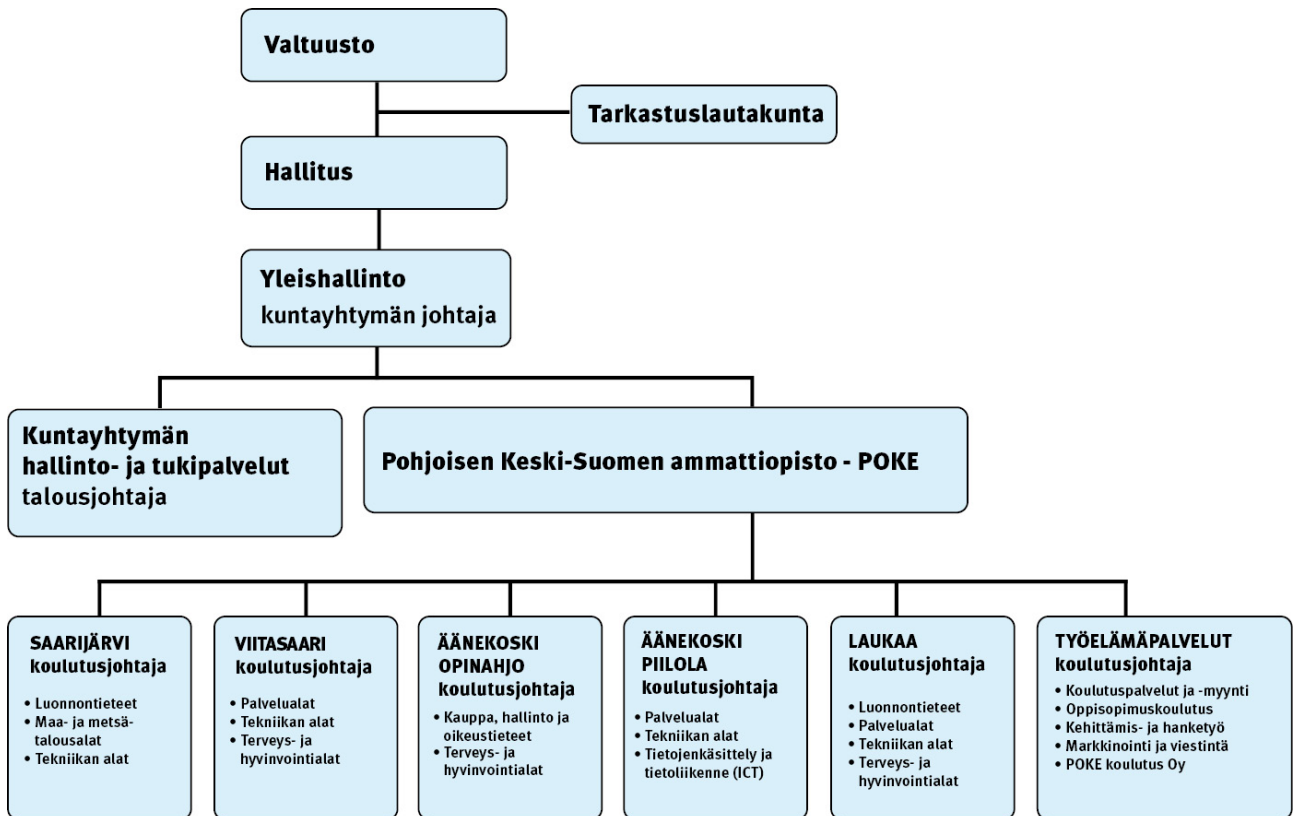 Valtuusto
Tarkastuslautakunta
Hallitus
Yleishallinto
kuntayhtymän johtaja
Kuntayhtymän
hallinto- ja tukipalvelut
talousjohtaja
Pohjoisen Keski-Suomen ammattiopisto - POKE
SAARIJÄRVI
koulutusjohtaja
• Luonnontieteet
• Maa- ja metsä-
talousalat
• Tekniikan alat
VIITASAARI
koulutusjohtaja
• Palvelualat
• Tekniikan alat
• Terveys- ja
hyvinvointialat
ÄÄNEKOSKI
OPINAHJO
koulutusjohtaja
• Kauppa, hallinto ja
oikeustieteet
• Terveys- ja
hyvinvointialat
ÄÄNEKOSKI
PIILOLA
koulutusjohtaja
• Palvelualat
• Tekniikan alat
• Tietojenkäsittely ja
tietoliikenne (ICT)
LAUKAA
koulutusjohtaja
• Luonnontieteet
• Palvelualat
• Tekniikan alat
• Terveys- ja
hyvinvointialat
TYÖELÄMÄPALVELUT
koulutusjohtaja
• Koulutuspalvelut ja -myynti
• Oppisopimuskoulutus
• Kehittämis- ja hanketyö
• Markkinointi ja viestintä
• POKE koulutus Oy